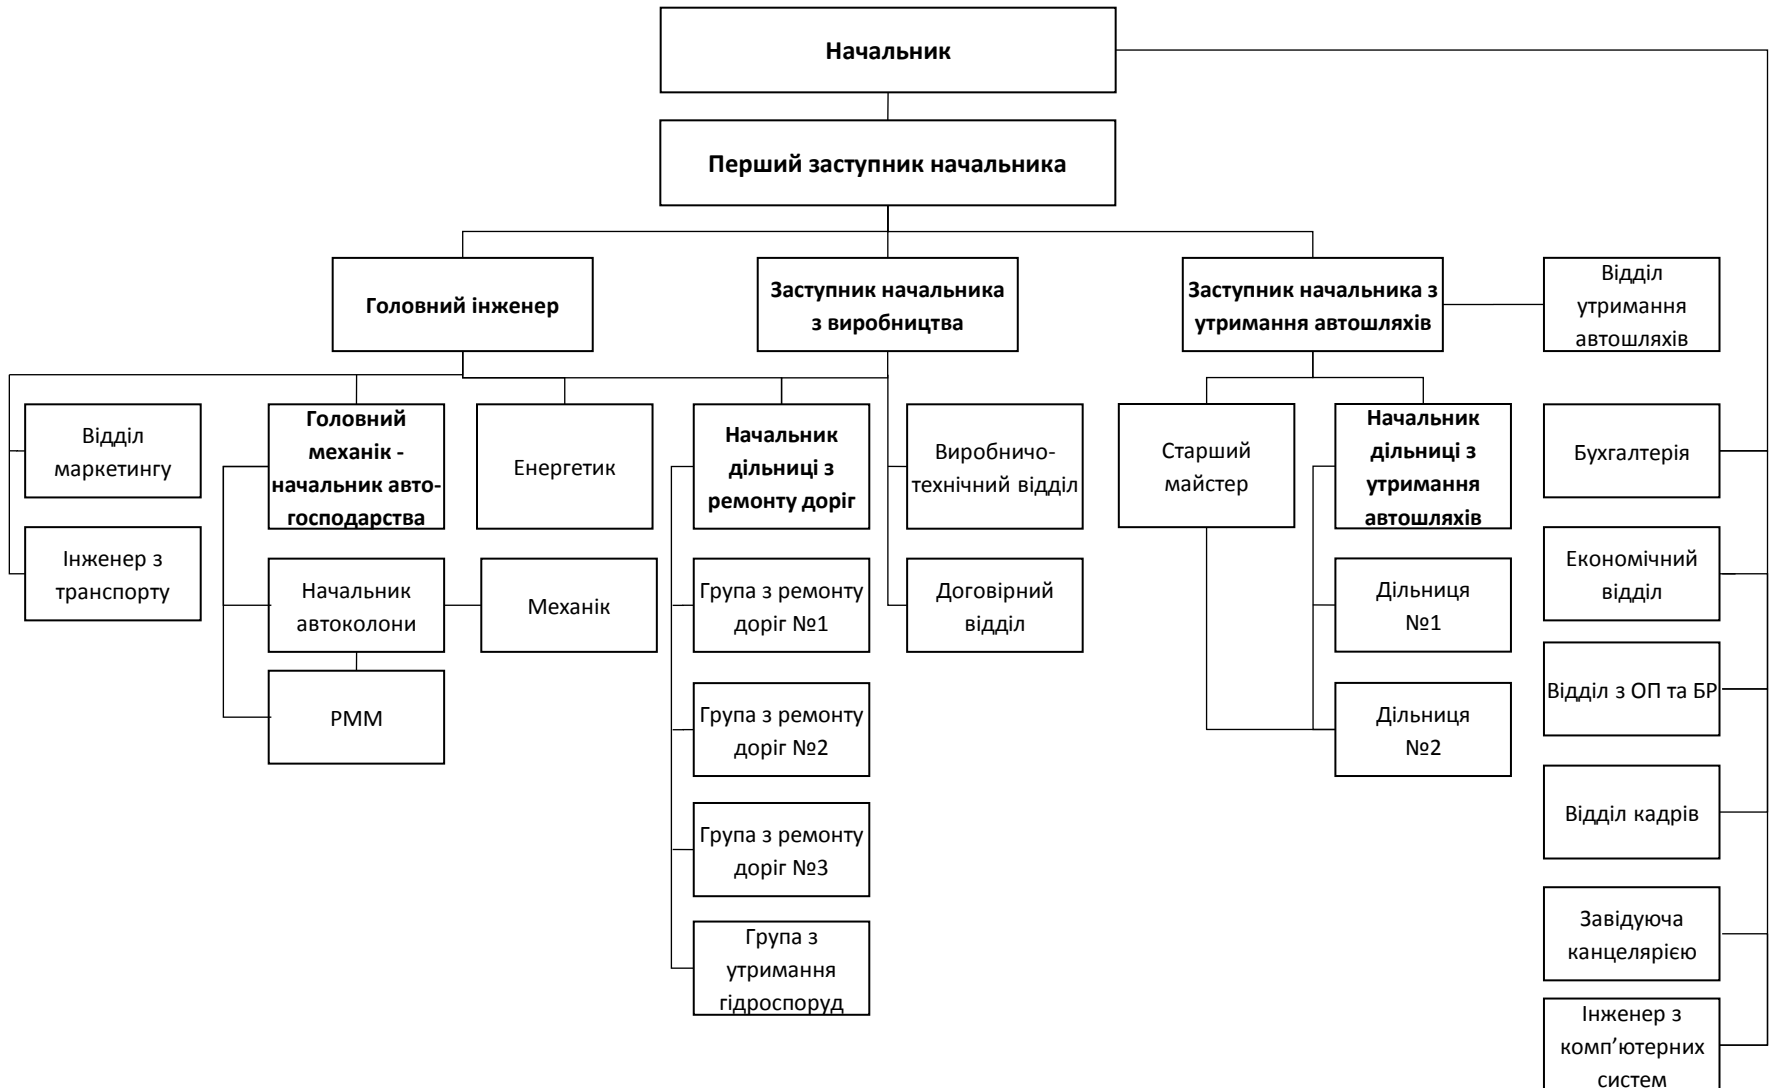 Начальник
Перший заступник начальника
Головний інженер
Заступник начальника
з виробництва
Заступник начальника з
утримання автошляхів
Відділ
утримання
автошляхів
Відділ
маркетингу
Головний
механік -
начальник авто-
господарства
Енергетик
Начальник
дільниці з
ремонту доріг
Виробничо-
технічний відділ
Старший
майстер
Начальник
дільниці з
утримання
автошляхів
Бухгалтерія
Інженер з
транспорту
Начальник
автоколони
Механік
Група з ремонту
доріг №1
Договірний
відділ
Дільниця
№1
Економічний
відділ
РММ
Група з ремонту
доріг №2
Дільниця
№2
Відділ з ОП та БР
Група з ремонту
доріг №3
Відділ кадрів
Група з
утримання
гідроспоруд
Завідуюча
канцелярією
Інженер з
комп’ютерних
систем